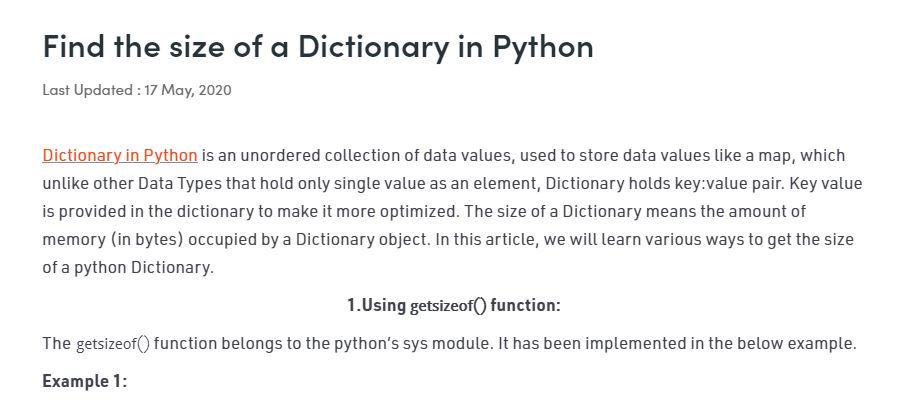 Find the size of a Dictionary in Python
Last Updated : 17 May, 2020
Dictionary in Python is an unordered collection of data values, used to store data values like a map, which
unlike other Data Types that hold only single value as an element, Dictionary holds key:value pair. Key value
is provided in the dictionary to make it more optimized. The size of a Dictionary means the amount of
memory (in bytes) occupied by a Dictionary object. In this article, we will learn various ways to get the size
of a python Dictionary.
1.Using getsizeof() function:
The getsizeof() function belongs to the python’s sys module. It has been implemented in the below example.
Example 1: